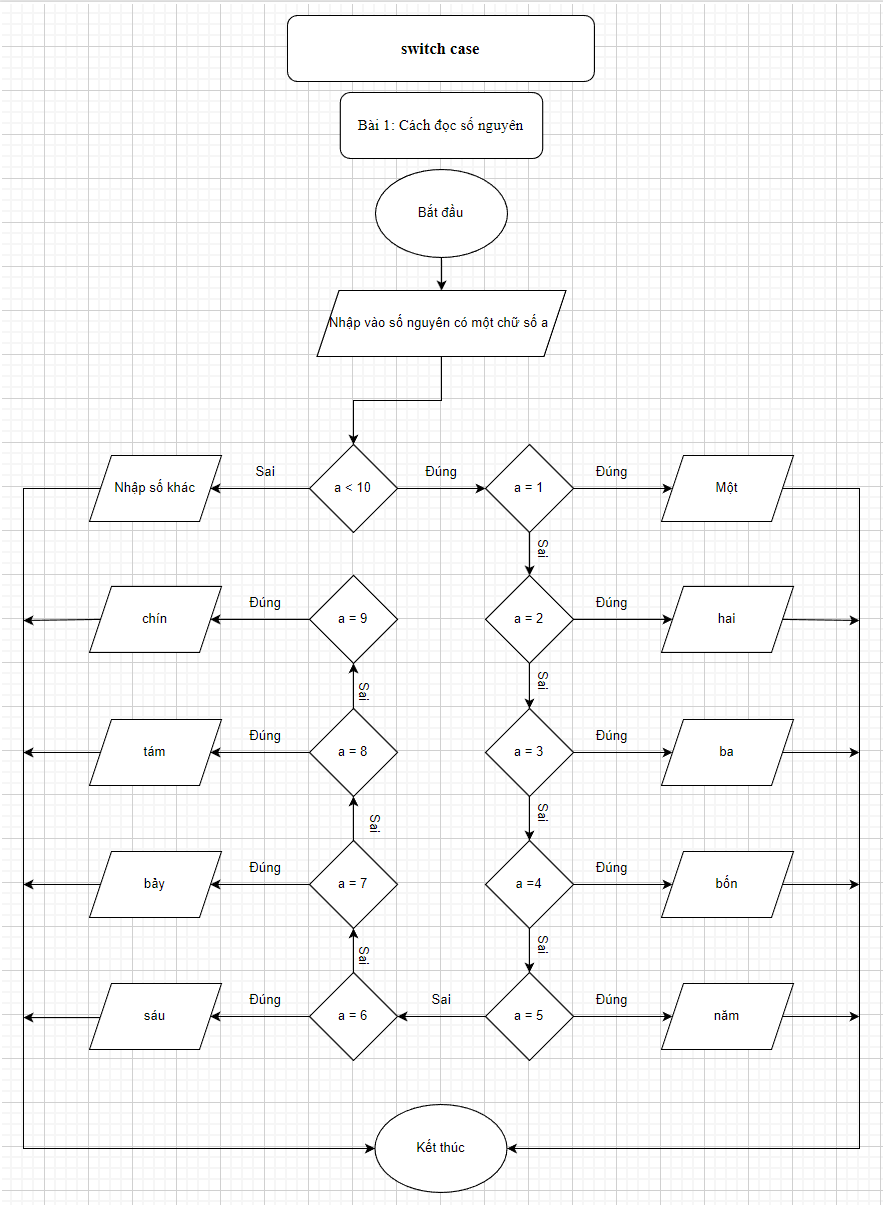 switch case
Bài 1: Cách đọc số nguyên
Bắt đầu
Nhập vào số nguyên có một chữ số a
Nhập số khác
Sai
a < 10
Đúng
a = 1
Đúng
Một
Sai
chín
Đúng
a = 9
a = 2
Đúng
hai
Sai
Sai
tám
Đúng
a = 8
a = 3
Đúng
ba
Sai
Sai
bảy
Đúng
a = 7
a =4
Đúng
bốn
Sai
Sai
sáu
Đúng
a = 6
Sai
a = 5
Đúng
năm
Kết thúc